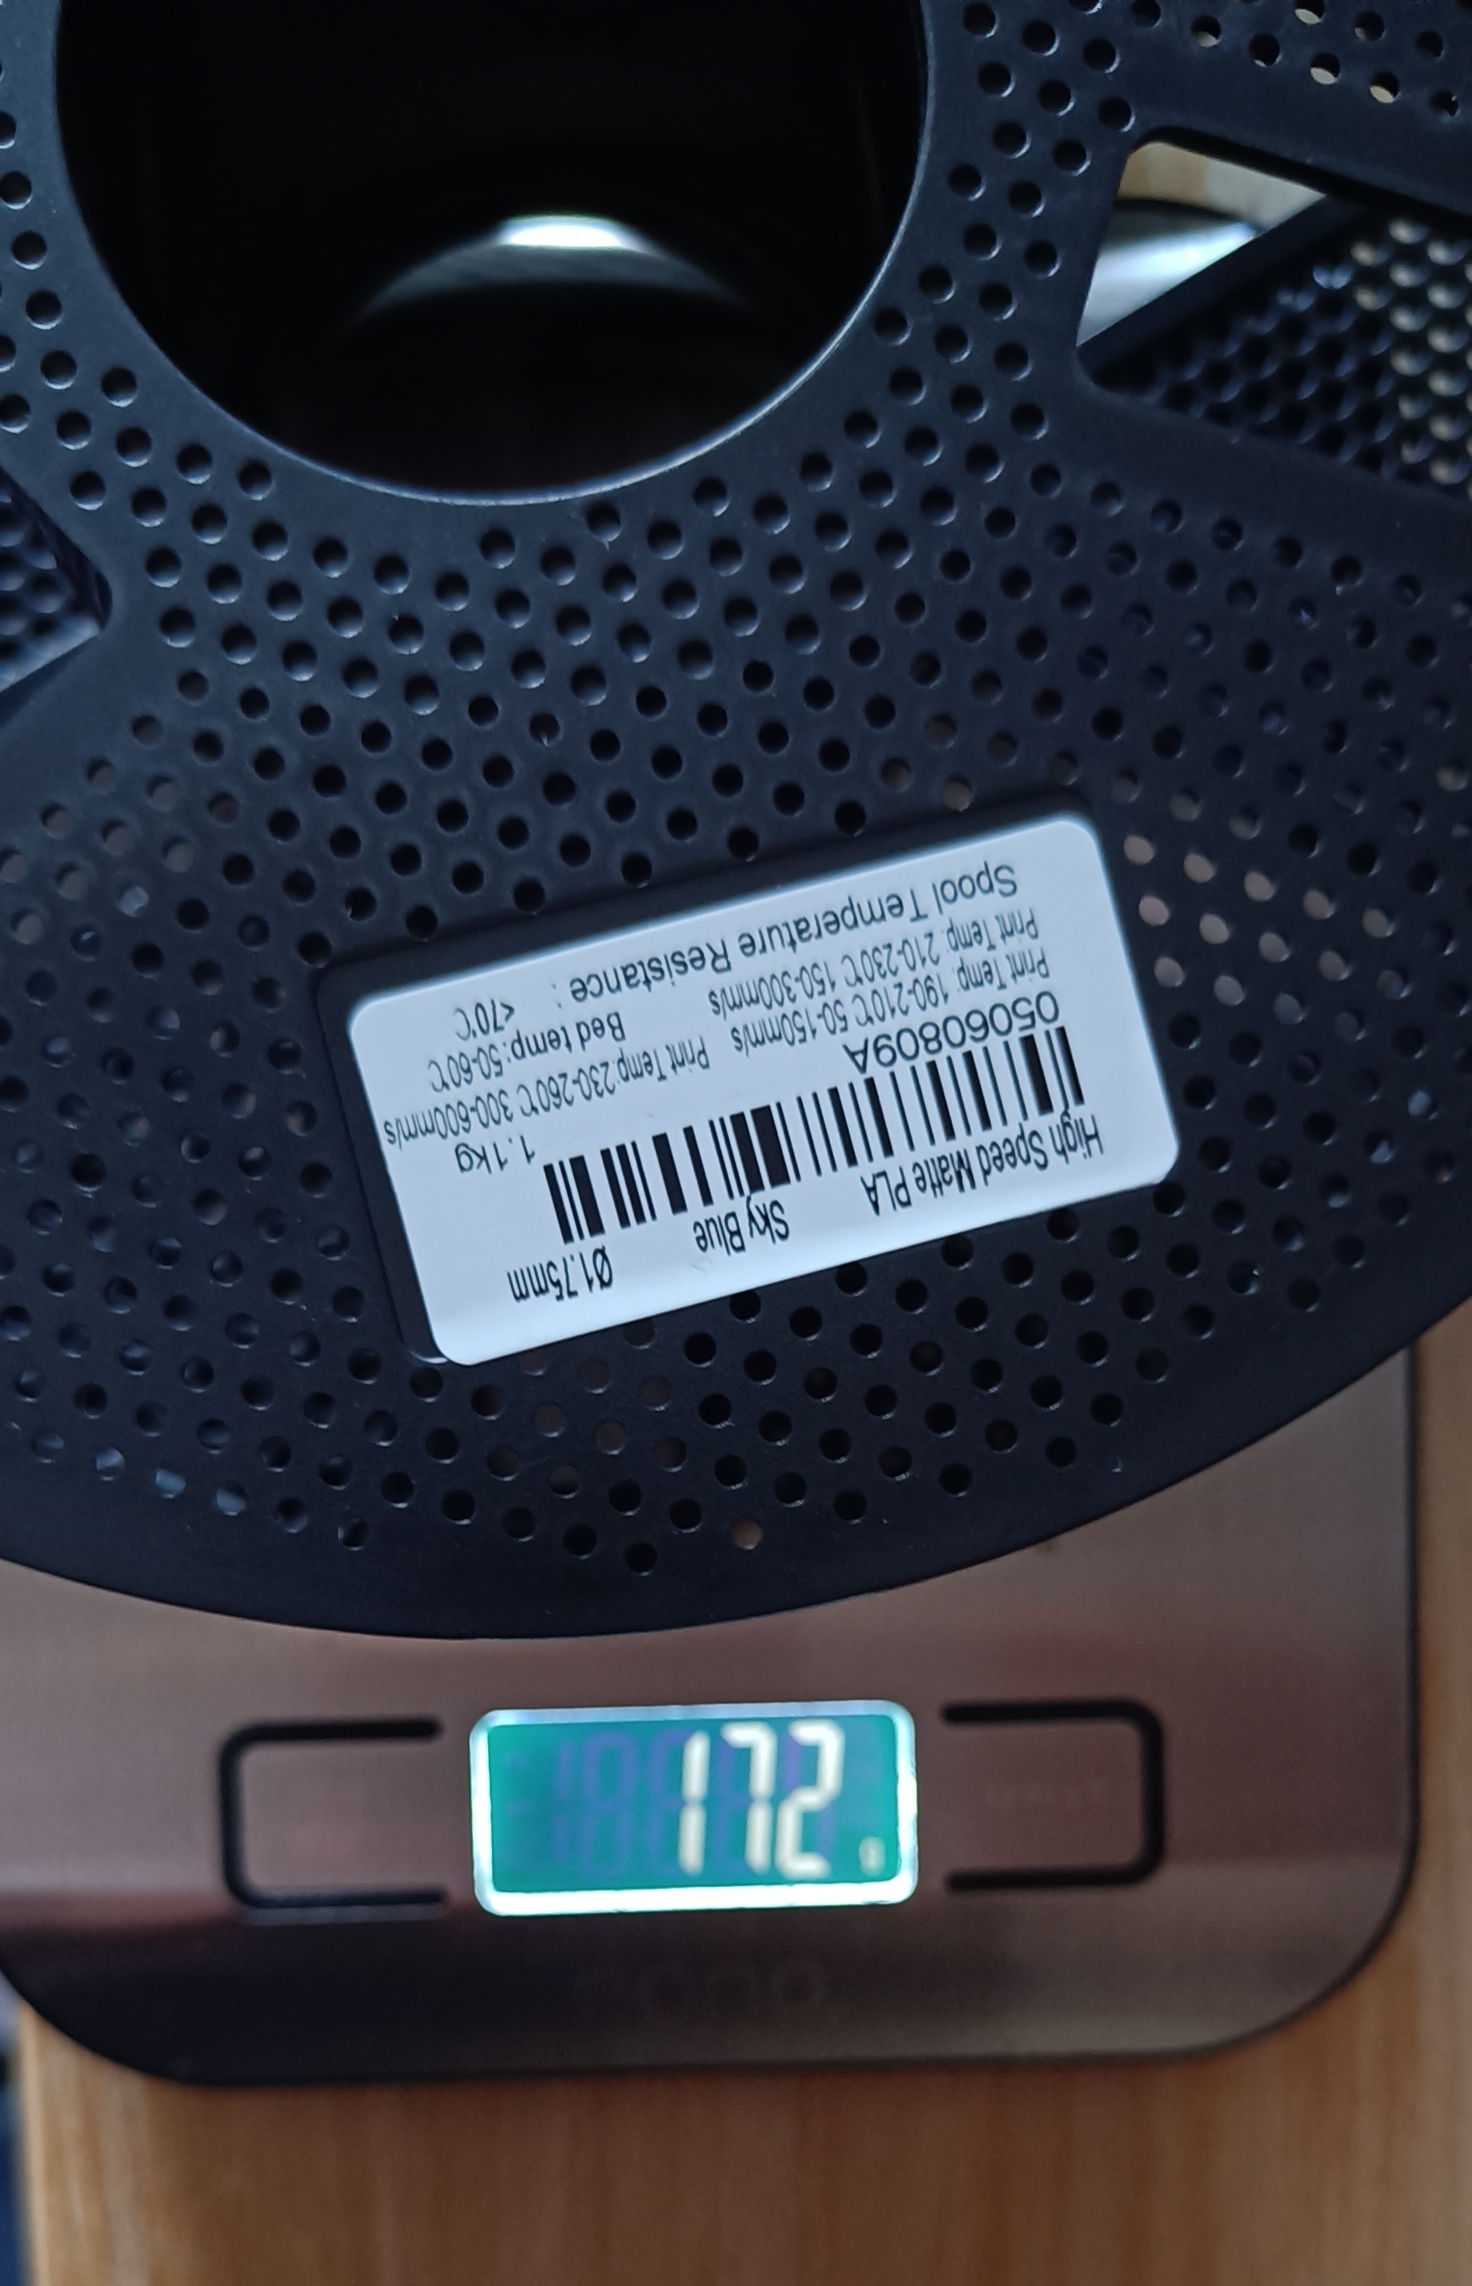 High Speed Matte PLA Sky Blue Ø1.75mm
05060809A 1.1kg
Print Temp: 190-210℃ 50-150mm/s Print Temp:230-260℃ 300-600mm/s
Print Temp: 210-230℃ 150-300mm/s Bed temp:50-60℃
Spool Temperature Resistance : <70℃
172 g